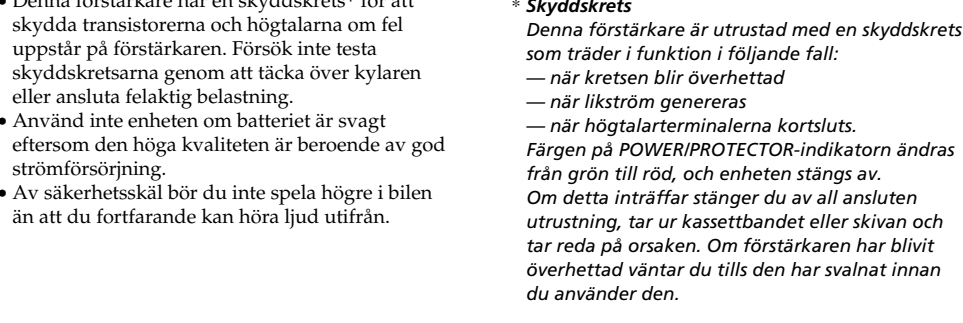 • Denna förstärkare har en skyddskrets* för att
skydda transistorerna och högtalarna om fel
uppstår på förstärkaren. Försök inte testa
skyddskretsarna genom att täcka över kylaren
eller ansluta felaktig belastning.
• Använd inte enheten om batteriet är svagt
eftersom den höga kvaliteten är beroende av god
strömförsörjning.
• Av säkerhetsskäl bör du inte spela högre i bilen
än att du fortfarande kan höra ljud utifrån.
* Skyddskrets
Denna förstärkare är utrustad med en skyddskrets
som träder i funktion i följande fall:
— när kretsen blir överhettad
— när likström genereras
— när högtalarterminalerna kortsluts.
Färgen på POWER/PROTECTOR-indikatorn ändras
från grön till röd, och enheten stängs av.
Om detta inträffar stänger du av all ansluten
utrustning, tar ur kassettbandet eller skivan och
tar reda på orsaken. Om förstärkaren har blivit
överhettad väntar du tills den har svalnat innan
du använder den.